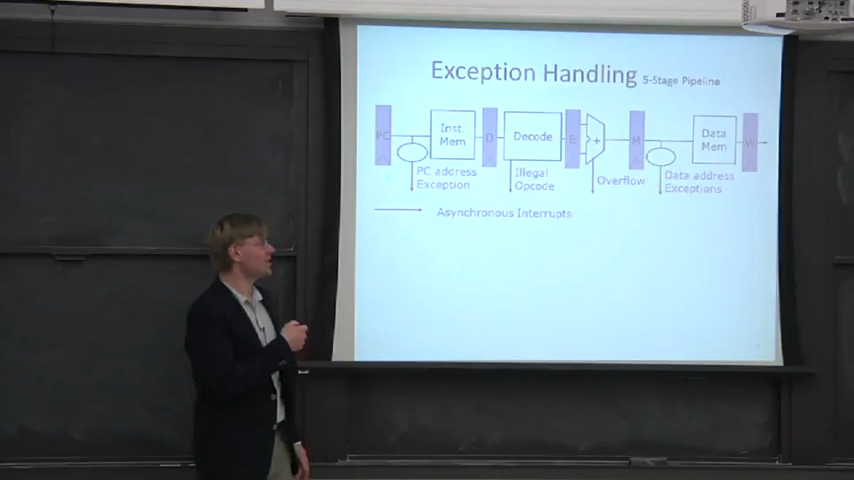 Exception Handling 5-Stage Pipeline
PC
Inst.
Mem
D
Decode
E
+
M
Data
Mem
W
PC address
Exception
Illegal
Opcode
Overflow
Data address
Exceptions
Asynchronous Interrupts